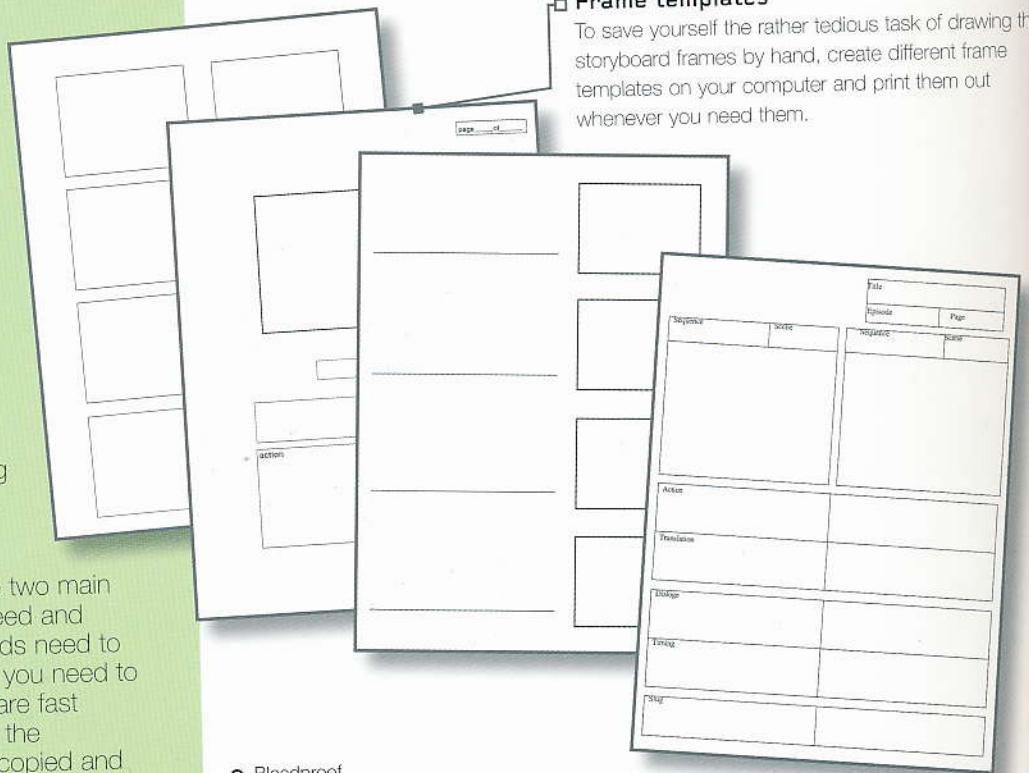 Frame templates
To save yourself the rather tedious task of drawing th
storyboard frames by hand, create different frame
templates on your computer and print them out
whenever you need them.
page of
action
Title
Episode Page
Sequence Scene Sequence Scene
Action
Translation
Dialoge
Timing
Slug
g
two main
eed and
ds need to
you need to
are fast
the
copied and
Bleedproof